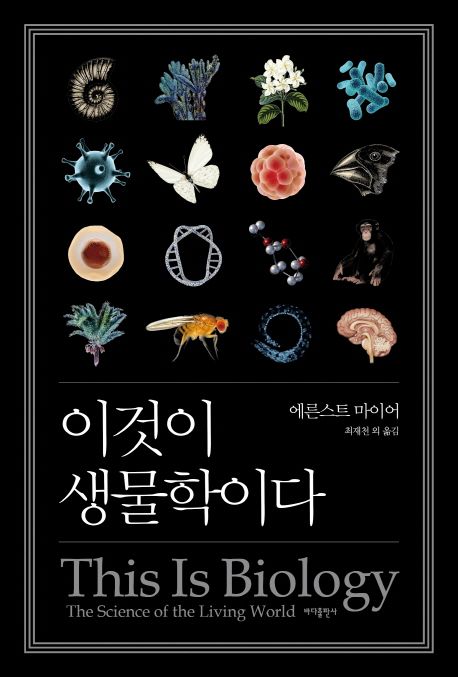 이것이
에른스트 마이어
최재천 외 옮김
생물학이다
This Is Biology
The Science of the Living World 바다출판사